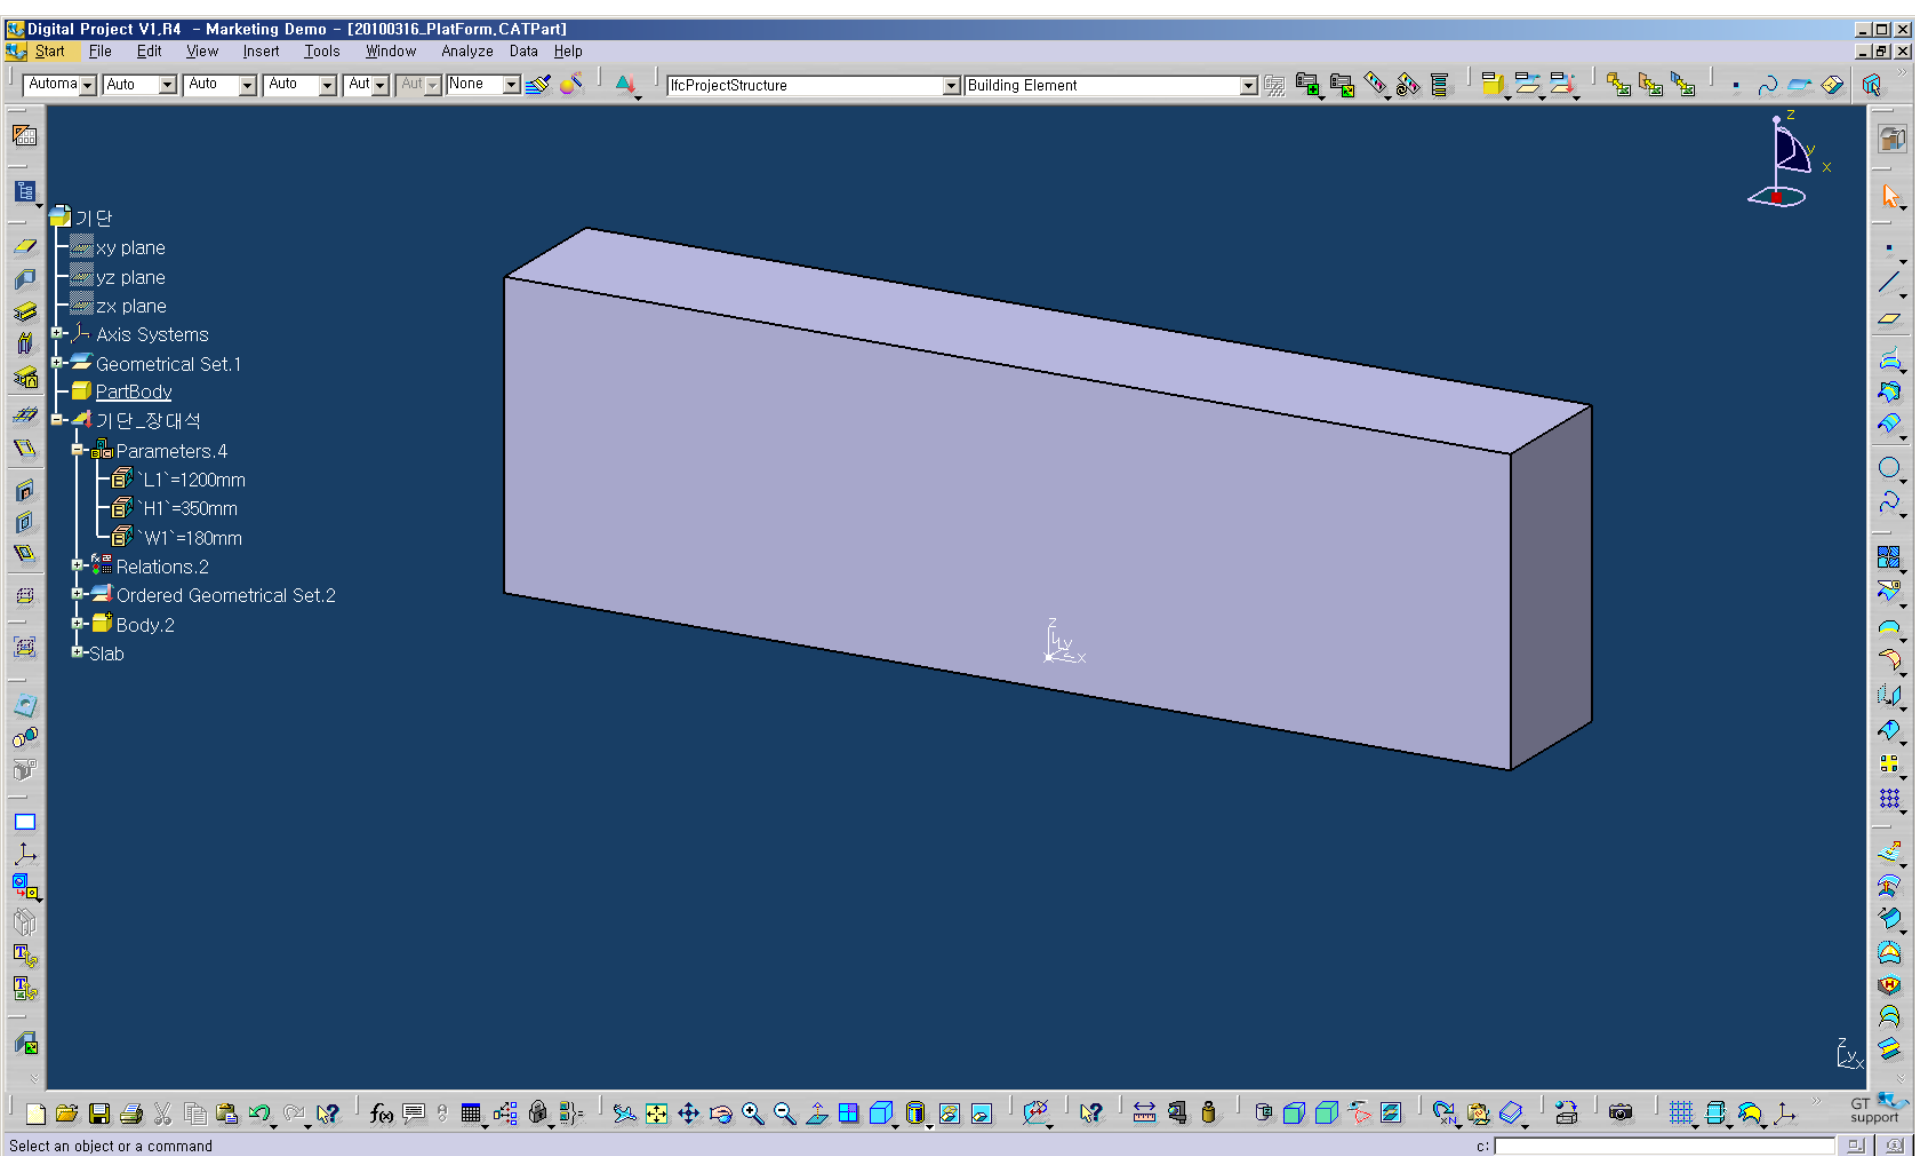 Digital Project V1,R4 - Marketing Demo - [20100316_PlatForm,CATPart]
Start File Edit View Insert Tools Window Analyze Data Help
Automa Auto Auto Auto Aut Aut None IfcProjectStructure Building Element
z
y
x
기단
xy plane
yz plane
zx plane
Axis Systems
Geometrical Set.1
PartBody
기단_장대석
Parameters.4
`L1`=1200mm
`H1`=350mm
`W1`=180mm
Relations.2
Ordered Geometrical Set.2
Body.2
Slab
z
y
x
z
y
x
GT
support
Select an object or a command
c: